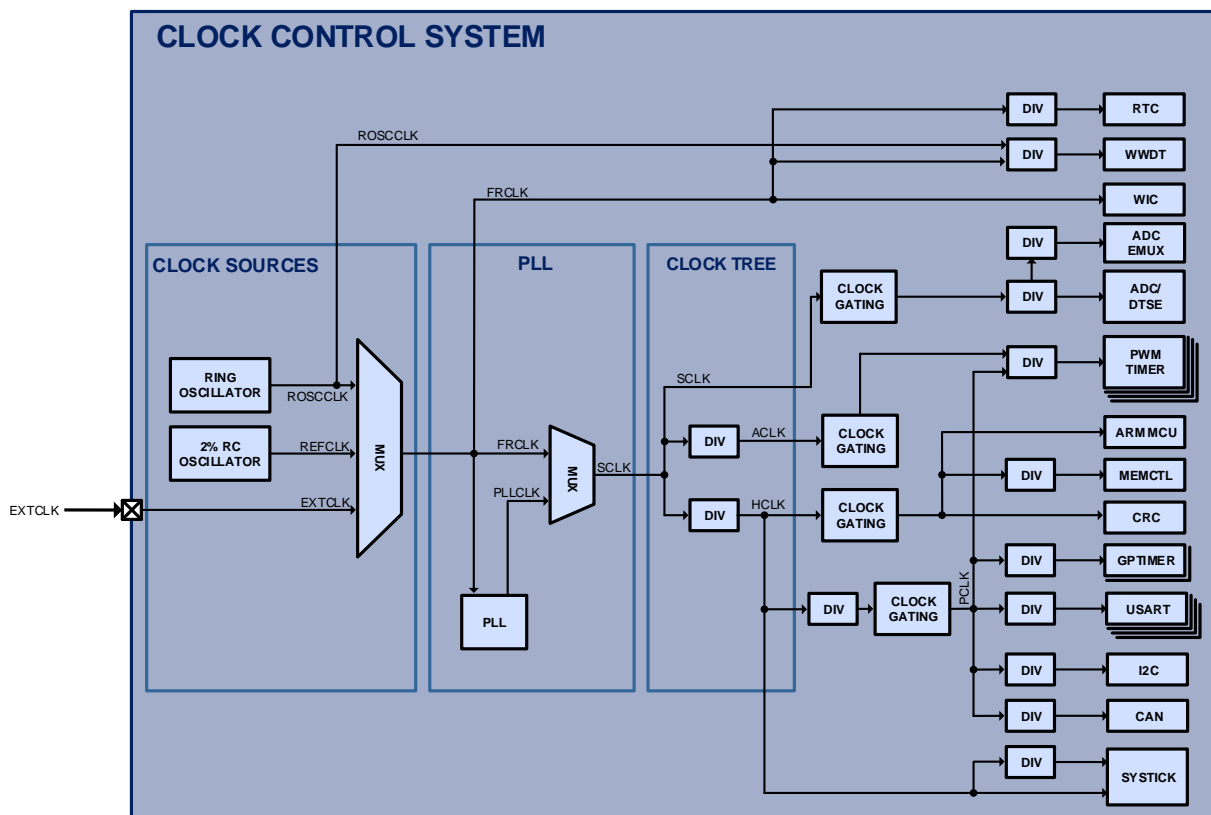 CLOCK CONTROL SYSTEM
DIV
RTC
ROSCCLK
DIV
WWDT
FRCLK
WIC
CLOCK SOURCES
PLL
CLOCK TREE
DIV
ADC
EMUX
CLOCK
GATING
DIV
ADC/
DTSE
RING
OSCILLATOR
ROSCCLK
SCLK
DIV
PWM
TIMER
2% RC
OSCILLATOR
REFCLK
MUX
FRCLK
MUX
SCLK
DIV
ACLK
CLOCK
GATING
ARM MCU
PLLCLK
DIV
MEMCTL
EXTCLK
EXTCLK
DIV
HCLK
CLOCK
GATING
CRC
PLL
DIV
CLOCK
GATING
PCLK
DIV
GPTIMER
DIV
USART
DIV
I2C
DIV
CAN
DIV
SYSTICK